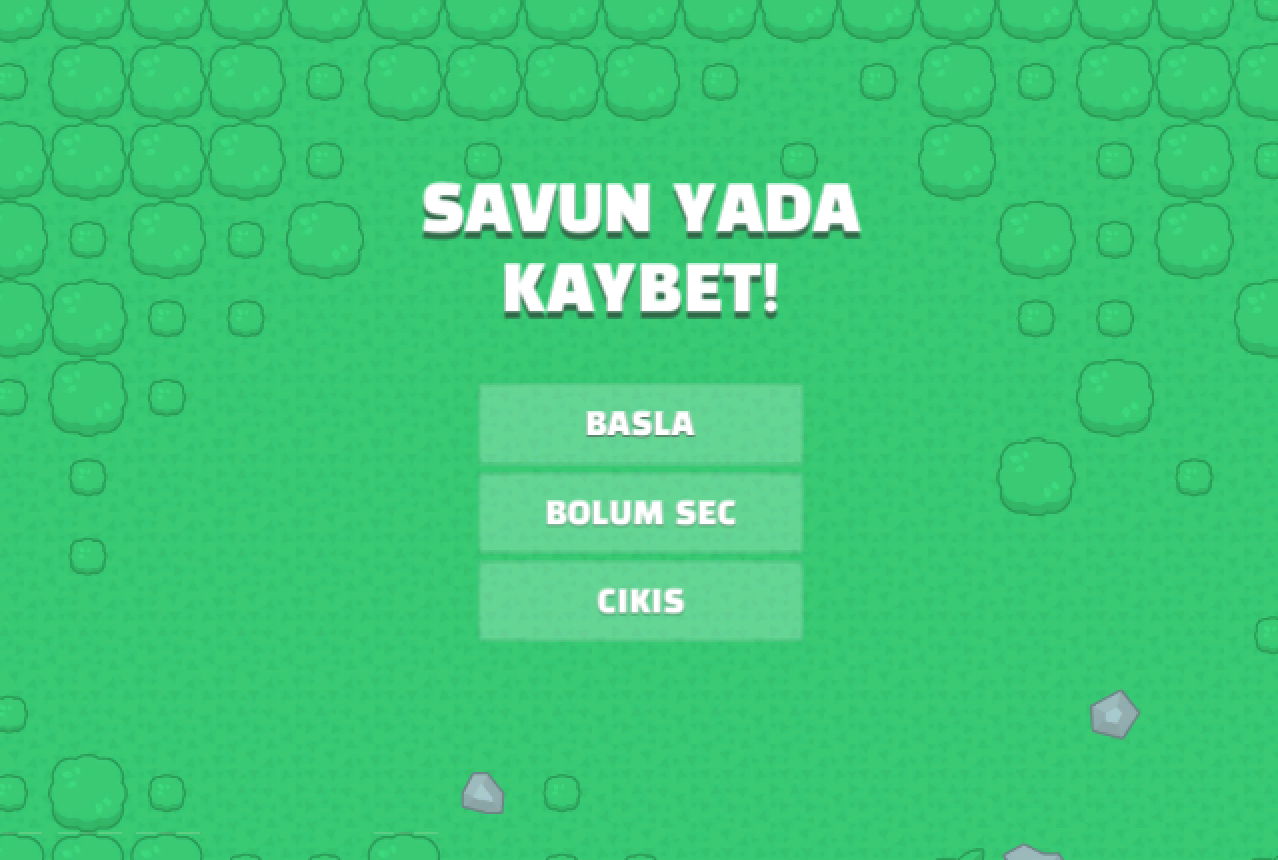 SAVUN YADA
KAYBET!
BASLA
BOLUM SEC
CIKIS